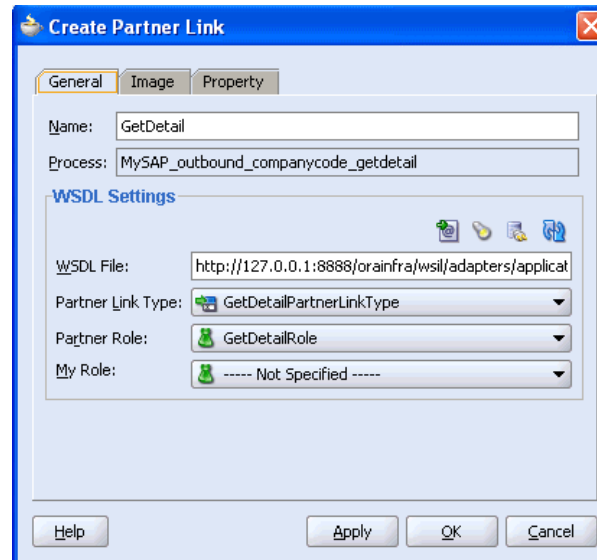 Create Partner Link
General Image Property
Name: GetDetail
Process: MySAP_outbound_companycode_getdetail
WSDL Settings
WSDL File: http://127.0.0.1:8888/orainfra/wsil/adapters/applicat
Partner Link Type: GetDetailPartnerLinkType
Partner Role: GetDetailRole
My Role: ----- Not Specified -----
Help Apply OK Cancel